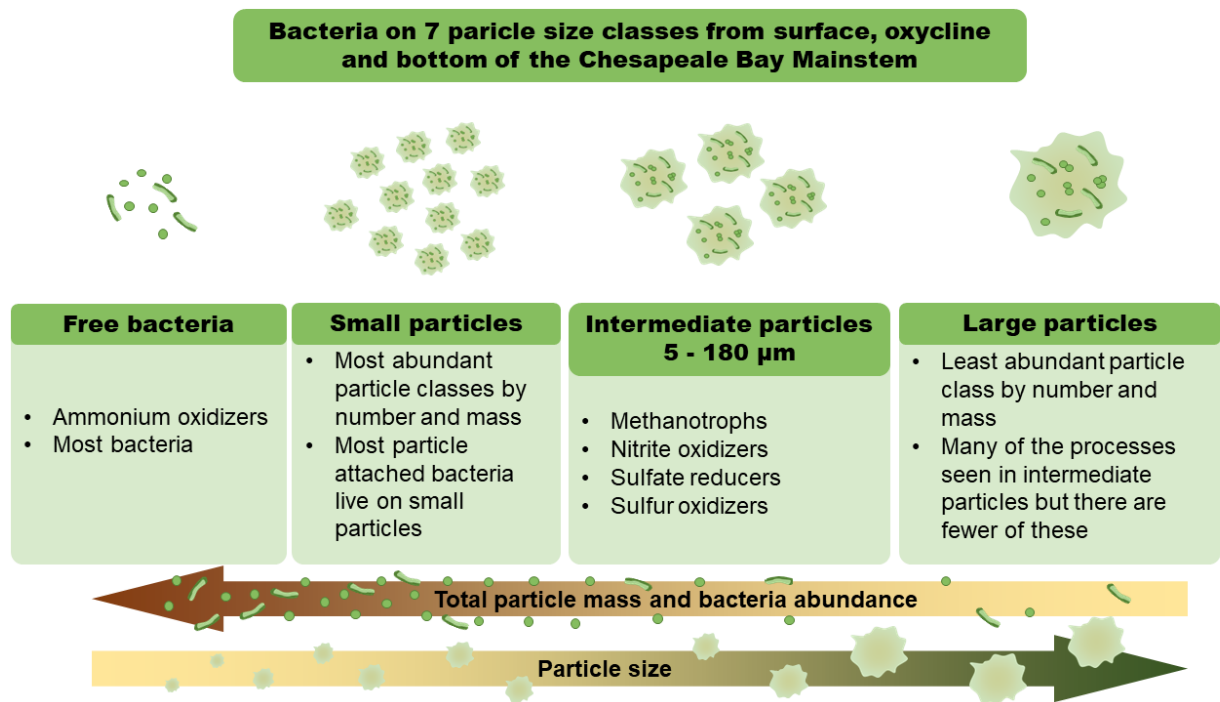 Bacteria on 7 paricle size classes from surface, oxycline
and bottom of the Chesapeale Bay Mainstem
Free bacteria
• Ammonium oxidizers
• Most bacteria
Small particles
• Most abundant
particle classes by
number and mass
• Most particle
attached bacteria
live on small
particles
Intermediate particles
5 - 180 µm
• Methanotrophs
• Nitrite oxidizers
• Sulfate reducers
• Sulfur oxidizers
Large particles
• Least abundant particle
class by number and
mass
• Many of the processes
seen in intermediate
particles but there are
fewer of these
Total particle mass and bacteria abundance
Particle size